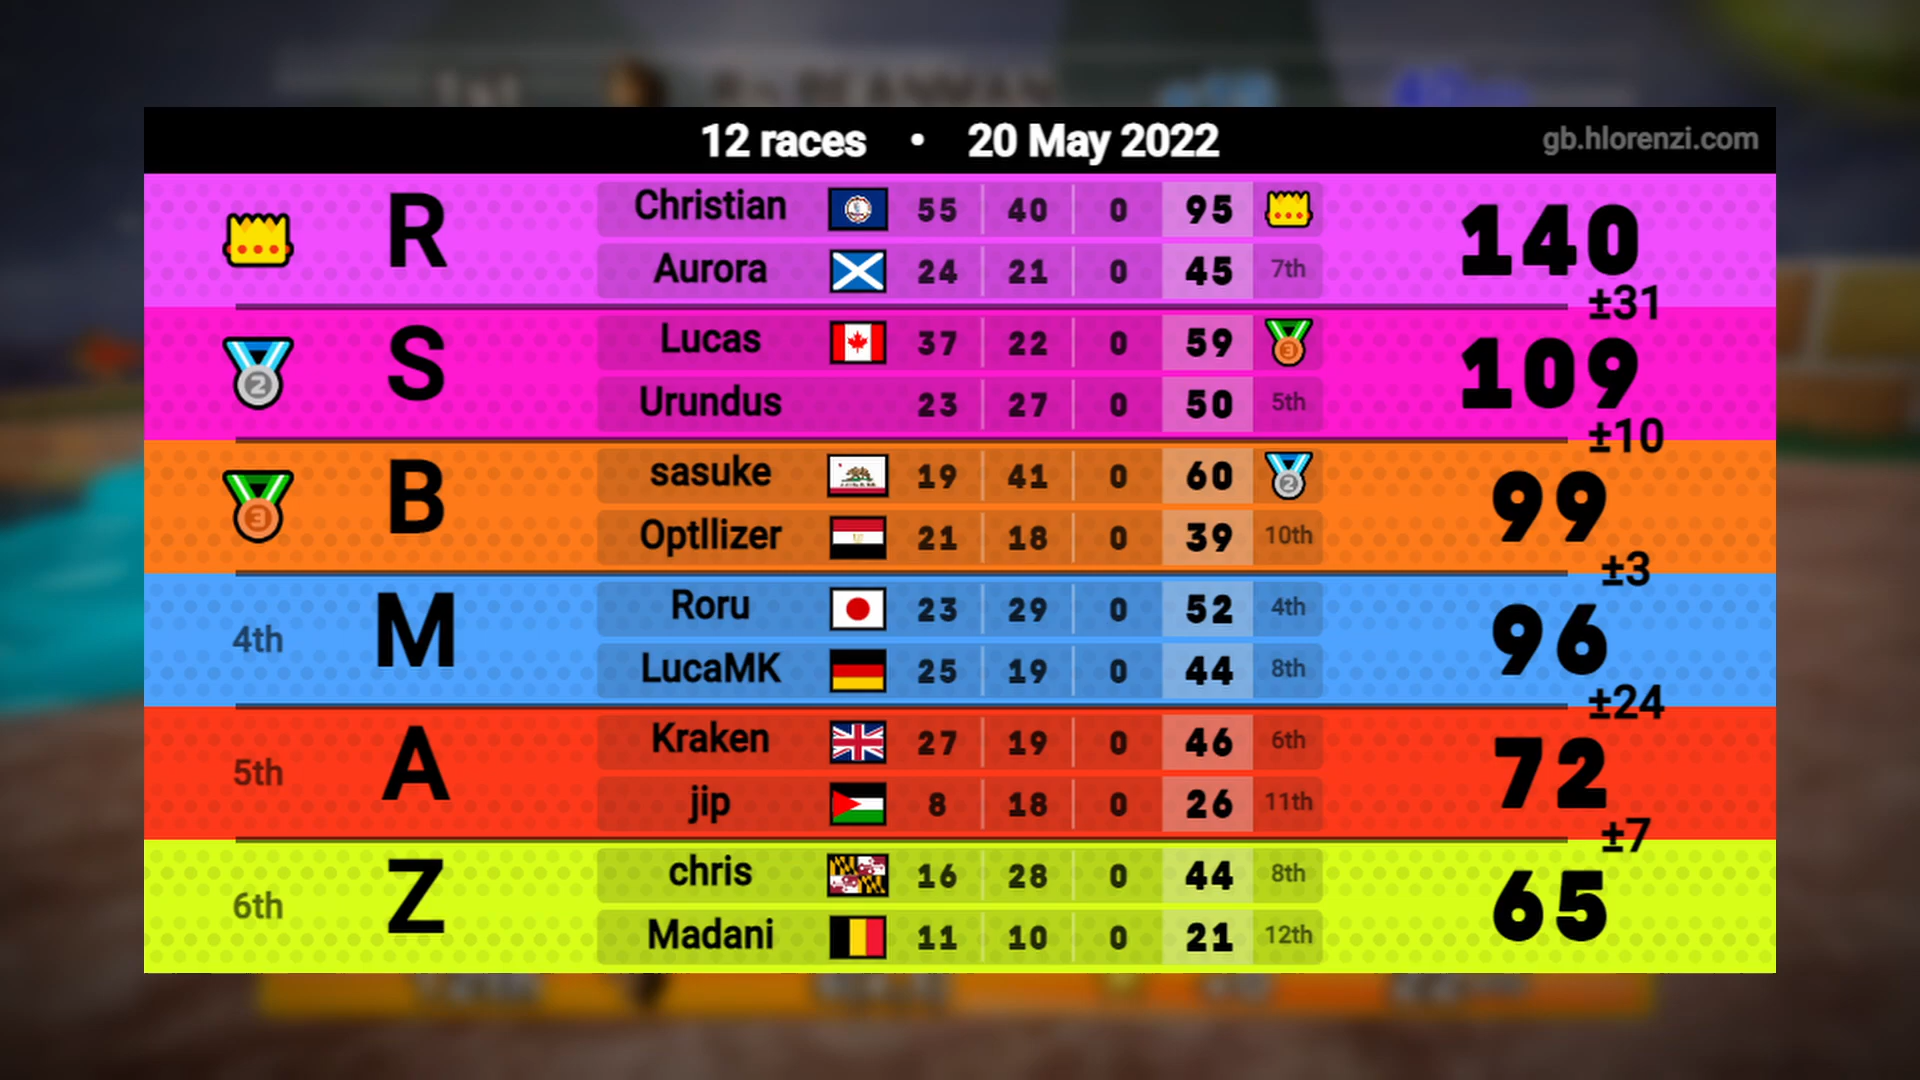 12 races • 20 May 2022 gb.hlorenzi.com
R Christian 55 40 0 95 140
Aurora 24 21 0 45 7th
±31
S Lucas 37 22 0 59 3 109
2 Urundus 23 27 0 50 5th
±10
B sasuke 19 41 0 60 2 99
3 Optllizer 21 18 0 39 10th
±3
4th M Roru 23 29 0 52 4th 96
LucaMK 25 19 0 44 8th
±24
5th A Kraken 27 19 0 46 6th 72
jip 8 18 0 26 11th
±7
6th Z chris 16 28 0 44 8th 65
Madani 11 10 0 21 12th